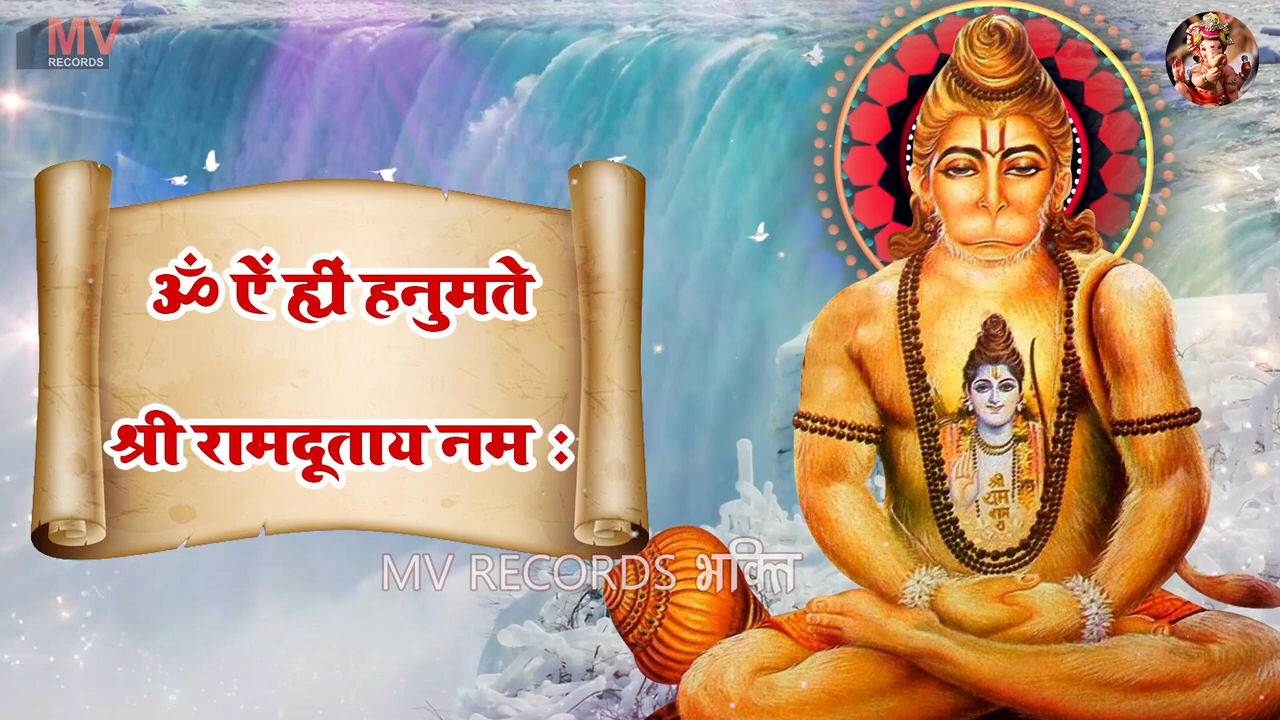 MV
RECORDS
ॐ ऐं ह्रीं हनुमते
श्री रामदूताय नम :
श्री
राम
MV RECORDS भक्ति